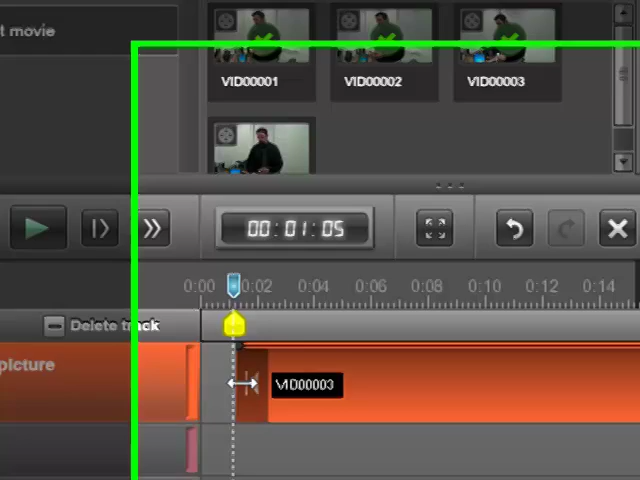 t movie
VID00001 VID00002 VID00003
00:01:05
0:00 0:02 0:04 0:06 0:08 0:10 0:12 0:14
Delete track
picture
VID00003